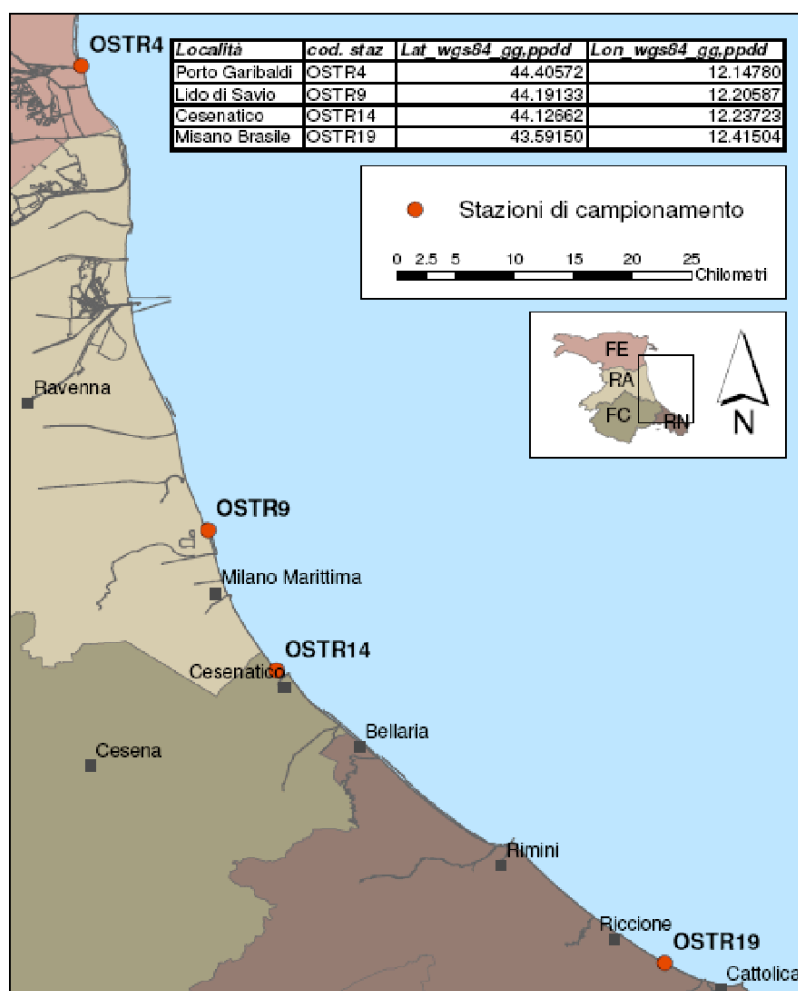 OSTR4
Località cod. staz Lat_wgs84_gg,ppdd Lon_wgs84_gg,ppdd
Porto Garibaldi OSTR4 44.40572 12.14780
Lido di Savio OSTR9 44.19133 12.20587
Cesenatico OSTR14 44.12662 12.23723
Misano Brasile OSTR19 43.59150 12.41504
Stazioni di campionamento
0 2.5 5 10 15 20 25
Chilometri
FE
RA
FC
RN
N
Ravenna
OSTR9
Milano Marittima
OSTR14
Cesenatico
Bellaria
Cesena
Rimini
Riccione
OSTR19
Cattolica